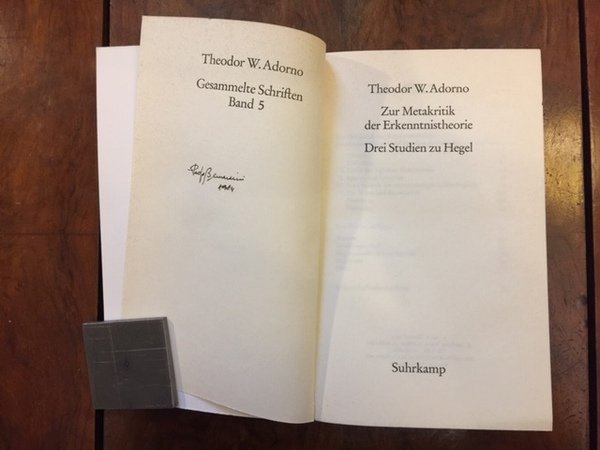 Theodor W. Adorno
Gesammelte Schriften
Band 5
Theodor W. Adorno
Zur Metakritik
der Erkenntnistheorie
Drei Studien zu Hegel
Suhrkamp